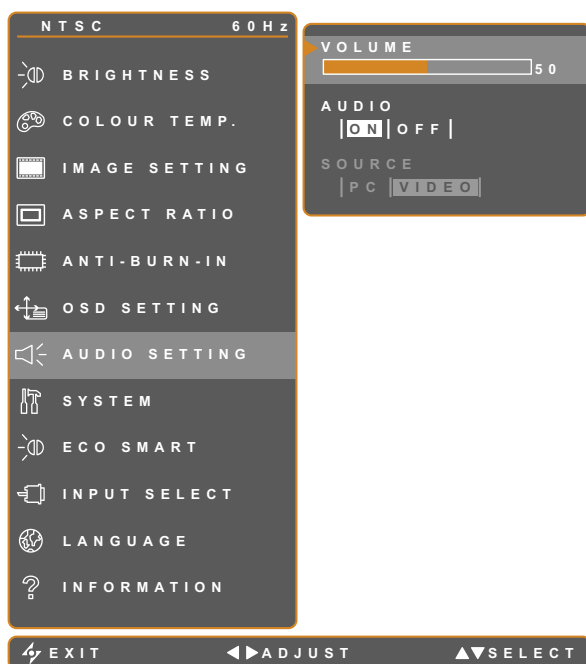 NTSC 60Hz
BRIGHTNESS
COLOUR TEMP.
IMAGE SETTING
ASPECT RATIO
ANTI-BURN-IN
OSD SETTING
AUDIO SETTING
SYSTEM
ECO SMART
INPUT SELECT
LANGUAGE
INFORMATION
VOLUME
50
AUDIO
ON OFF
SOURCE
PC VIDEO
EXIT ADJUST SELECT